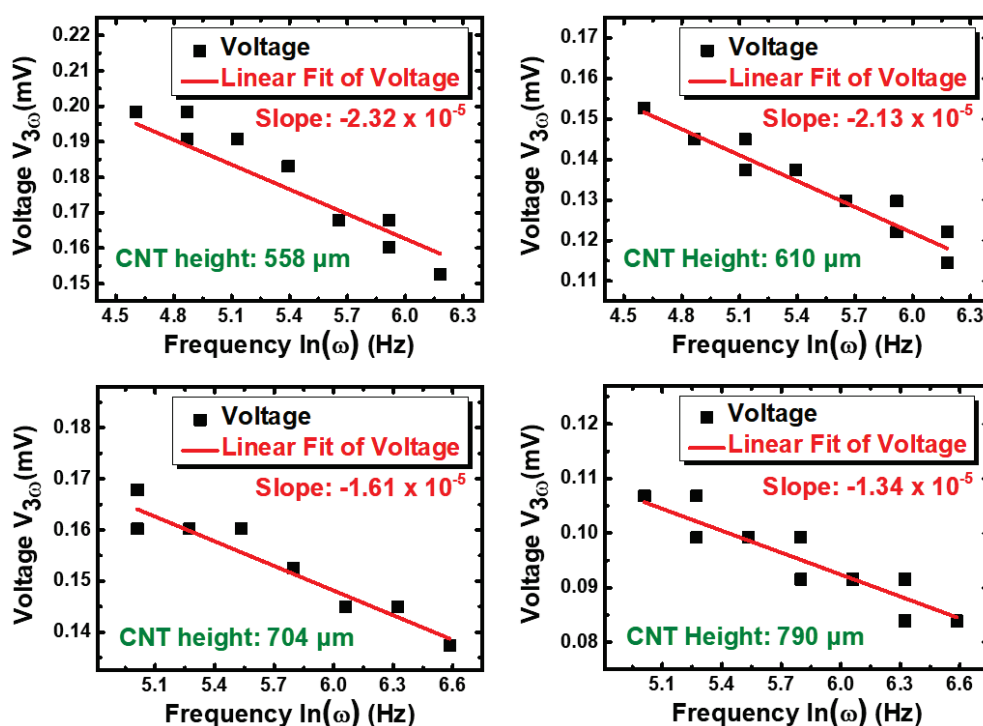 Voltage V3ω(mV)
0.22
0.21
0.20
0.19
0.18
0.17
0.16
0.15
Voltage
Linear Fit of Voltage
Slope: -2.32 x 10-5
CNT height: 558 µm
4.5 4.8 5.1 5.4 5.7 6.0 6.3
Frequency ln(ω) (Hz)
Voltage V3ω(mV)
0.17
0.16
0.15
0.14
0.13
0.12
0.11
Voltage
Linear Fit of Voltage
Slope: -2.13 x 10-5
CNT Height: 610 µm
4.5 4.8 5.1 5.4 5.7 6.0 6.3
Frequency ln(ω) (Hz)
Voltage V3ω(mV)
0.18
0.17
0.16
0.15
0.14
Voltage
Linear Fit of Voltage
Slope: -1.61 x 10-5
CNT height: 704 µm
5.1 5.4 5.7 6.0 6.3 6.6
Frequency ln(ω) (Hz)
Voltage V3ω(mV)
0.12
0.11
0.10
0.09
0.08
Voltage
Linear Fit of Voltage
Slope: -1.34 x 10-5
CNT Height: 790 µm
5.1 5.4 5.7 6.0 6.3 6.6
Frequency ln(ω) (Hz)